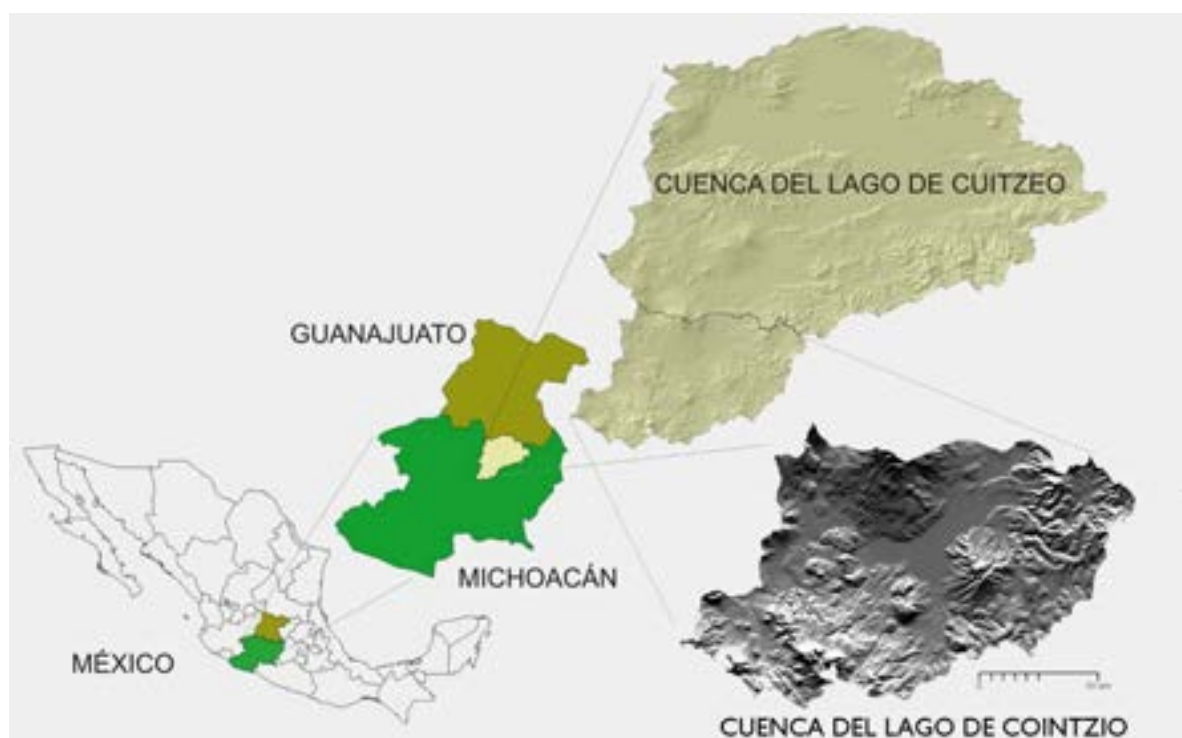 CUENCA DEL LAGO DE CUITZEO
GUANAJUATO
MICHOACÁN
MÉXICO
CUENCA DEL LAGO DE COINTZIO